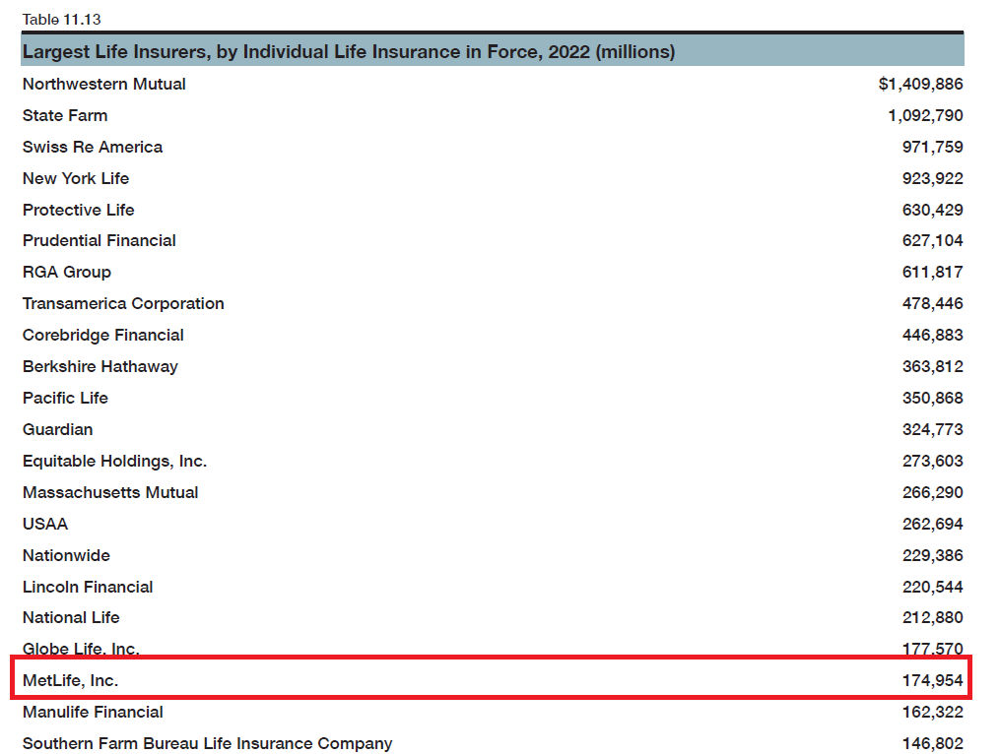 Table 11.13
Largest Life Insurers, by Individual Life Insurance in Force, 2022 (millions)
Northwestern Mutual $1,409,886
State Farm 1,092,790
Swiss Re America 971,759
New York Life 923,922
Protective Life 630,429
Prudential Financial 627,104
RGA Group 611,817
Transamerica Corporation 478,446
Corebridge Financial 446,883
Berkshire Hathaway 363,812
Pacific Life 350,868
Guardian 324,773
Equitable Holdings, Inc. 273,603
Massachusetts Mutual 266,290
USAA 262,694
Nationwide 229,386
Lincoln Financial 220,544
National Life 212,880
Globe Life, Inc. 177,570
MetLife, Inc. 174,954
Manulife Financial 162,322
Southern Farm Bureau Life Insurance Company 146,802